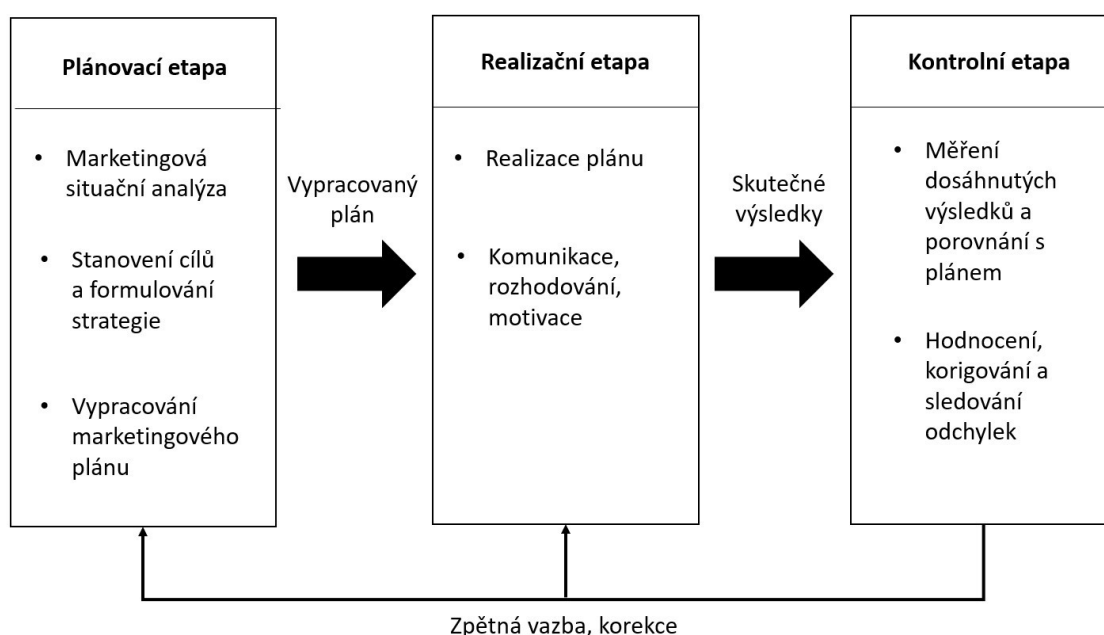 Plánovací etapa
• Marketingová
situační analýza
• Stanovení cílů
a formulování
strategie
• Vypracování
marketingového
plánu
Vypracovaný
plán
Realizační etapa
• Realizace plánu
• Komunikace,
rozhodování,
motivace
Skutečné
výsledky
Kontrolní etapa
• Měření
dosáhnutých
výsledků a
porovnání s
plánem
• Hodnocení,
korigování a
sledování
odchylek
Zpětná vazba, korekce